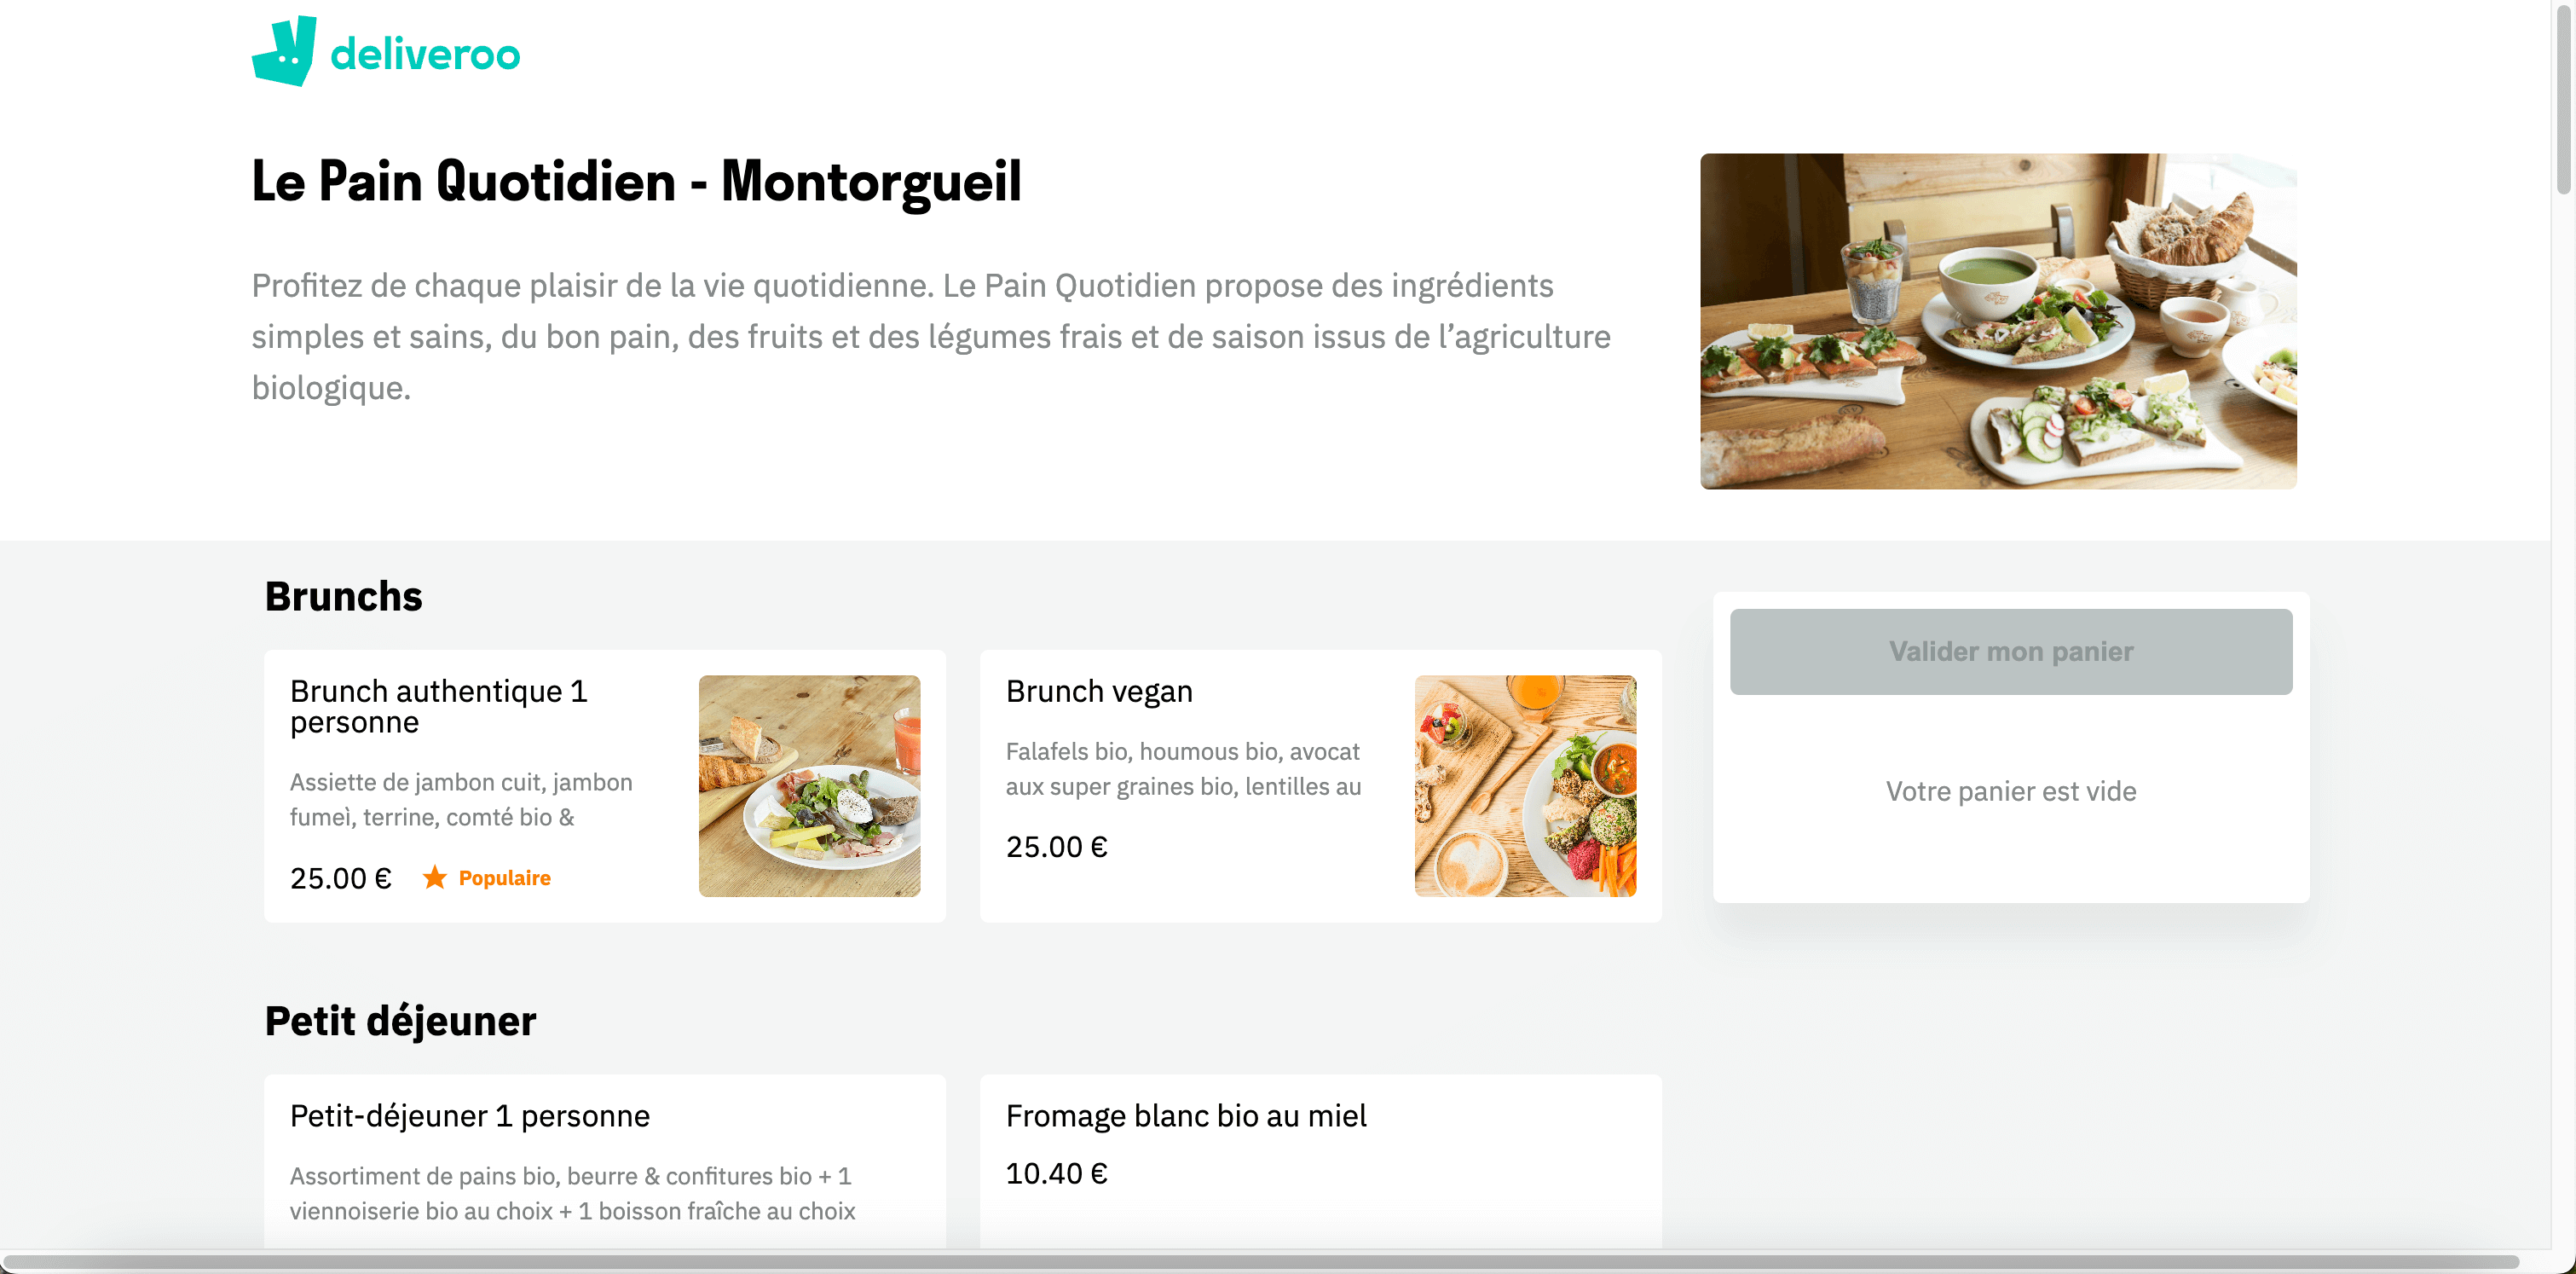 deliveroo
Le Pain Quotidien - Montorgueil
Profitez de chaque plaisir de la vie quotidienne. Le Pain Quotidien propose des ingrédients
simples et sains, du bon pain, des fruits et des légumes frais et de saison issus de l’agriculture
biologique.
Brunchs
Brunch authentique 1
personne
Assiette de jambon cuit, jambon
fumeì, terrine, comté bio &
25.00 €
Populaire
Brunch vegan
Falafels bio, houmous bio, avocat
aux super graines bio, lentilles au
25.00 €
Valider mon panier
Votre panier est vide
Petit déjeuner
Petit-déjeuner 1 personne
Assortiment de pains bio, beurre & confitures bio + 1
viennoiserie bio au choix + 1 boisson fraîche au choix
Fromage blanc bio au miel
10.40 €